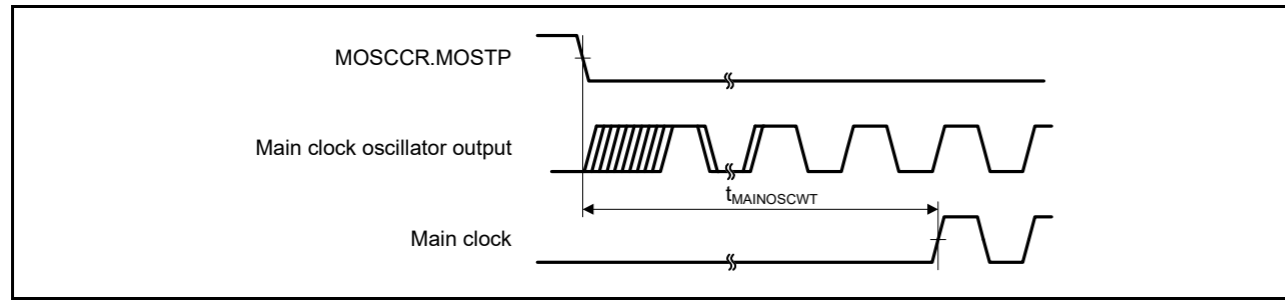 MOSCCR.MOSTP
Main clock oscillator output
tMAINOSCWT
Main clock